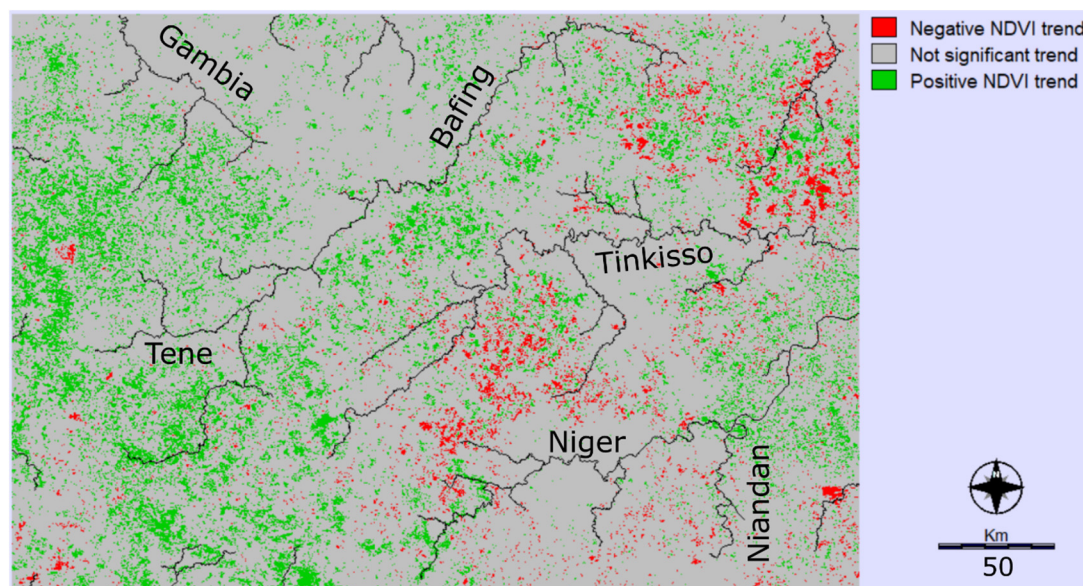 Gambia
Bafing
Tinkisso
Tene
Niger
Niandan
Negative NDVI trend
Not significant trend
Positive NDVI trend
Km
50